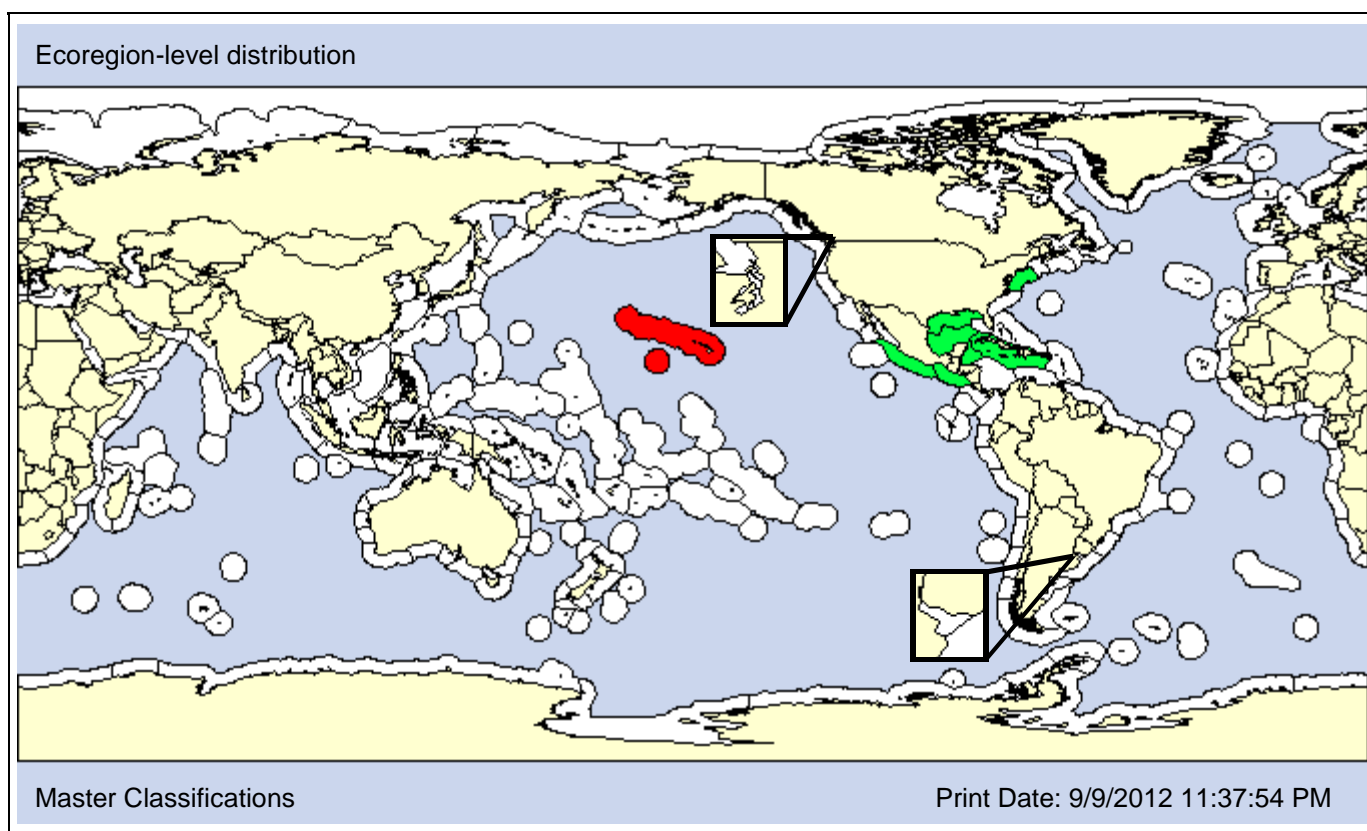 Ecoregion-level distribution
Master Classifications
Print Date: 9/9/2012 11:37:54 PM